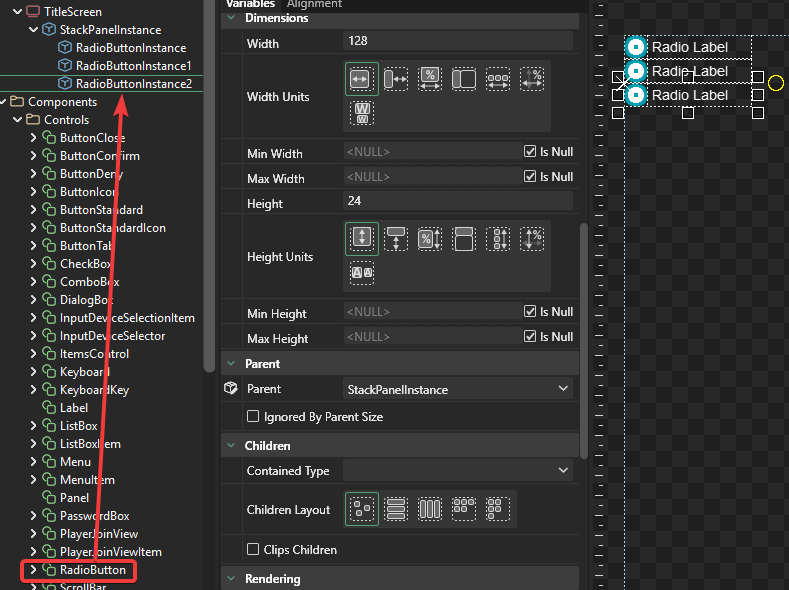 TitleScreen
StackPanelInstance
RadioButtonInstance
RadioButtonInstance1
RadioButtonInstance2
Components
Controls
ButtonClose
ButtonConfirm
ButtonDeny
ButtonIcon
ButtonStandard
ButtonStandardIcon
ButtonTab
CheckBox
ComboBox
DialogBox
InputDeviceSelectionItem
InputDeviceSelector
ItemsControl
Keyboard
KeyboardKey
Label
ListBox
ListBoxItem
Menu
MenuItem
Panel
PasswordBox
PlayerJoinView
PlayerJoinViewItem
RadioButton
ScrollBar
Variables Alignment
Dimensions
Width 128
Width Units
Min Width <NULL> Is Null
Max Width <NULL> Is Null
Height 24
Height Units
Min Height <NULL> Is Null
Max Height <NULL> Is Null
Parent
Parent StackPanelInstance
Ignored By Parent Size
Children
Contained Type
Children Layout
Clips Children
Rendering
Radio Label
Radio Label
Radio Label